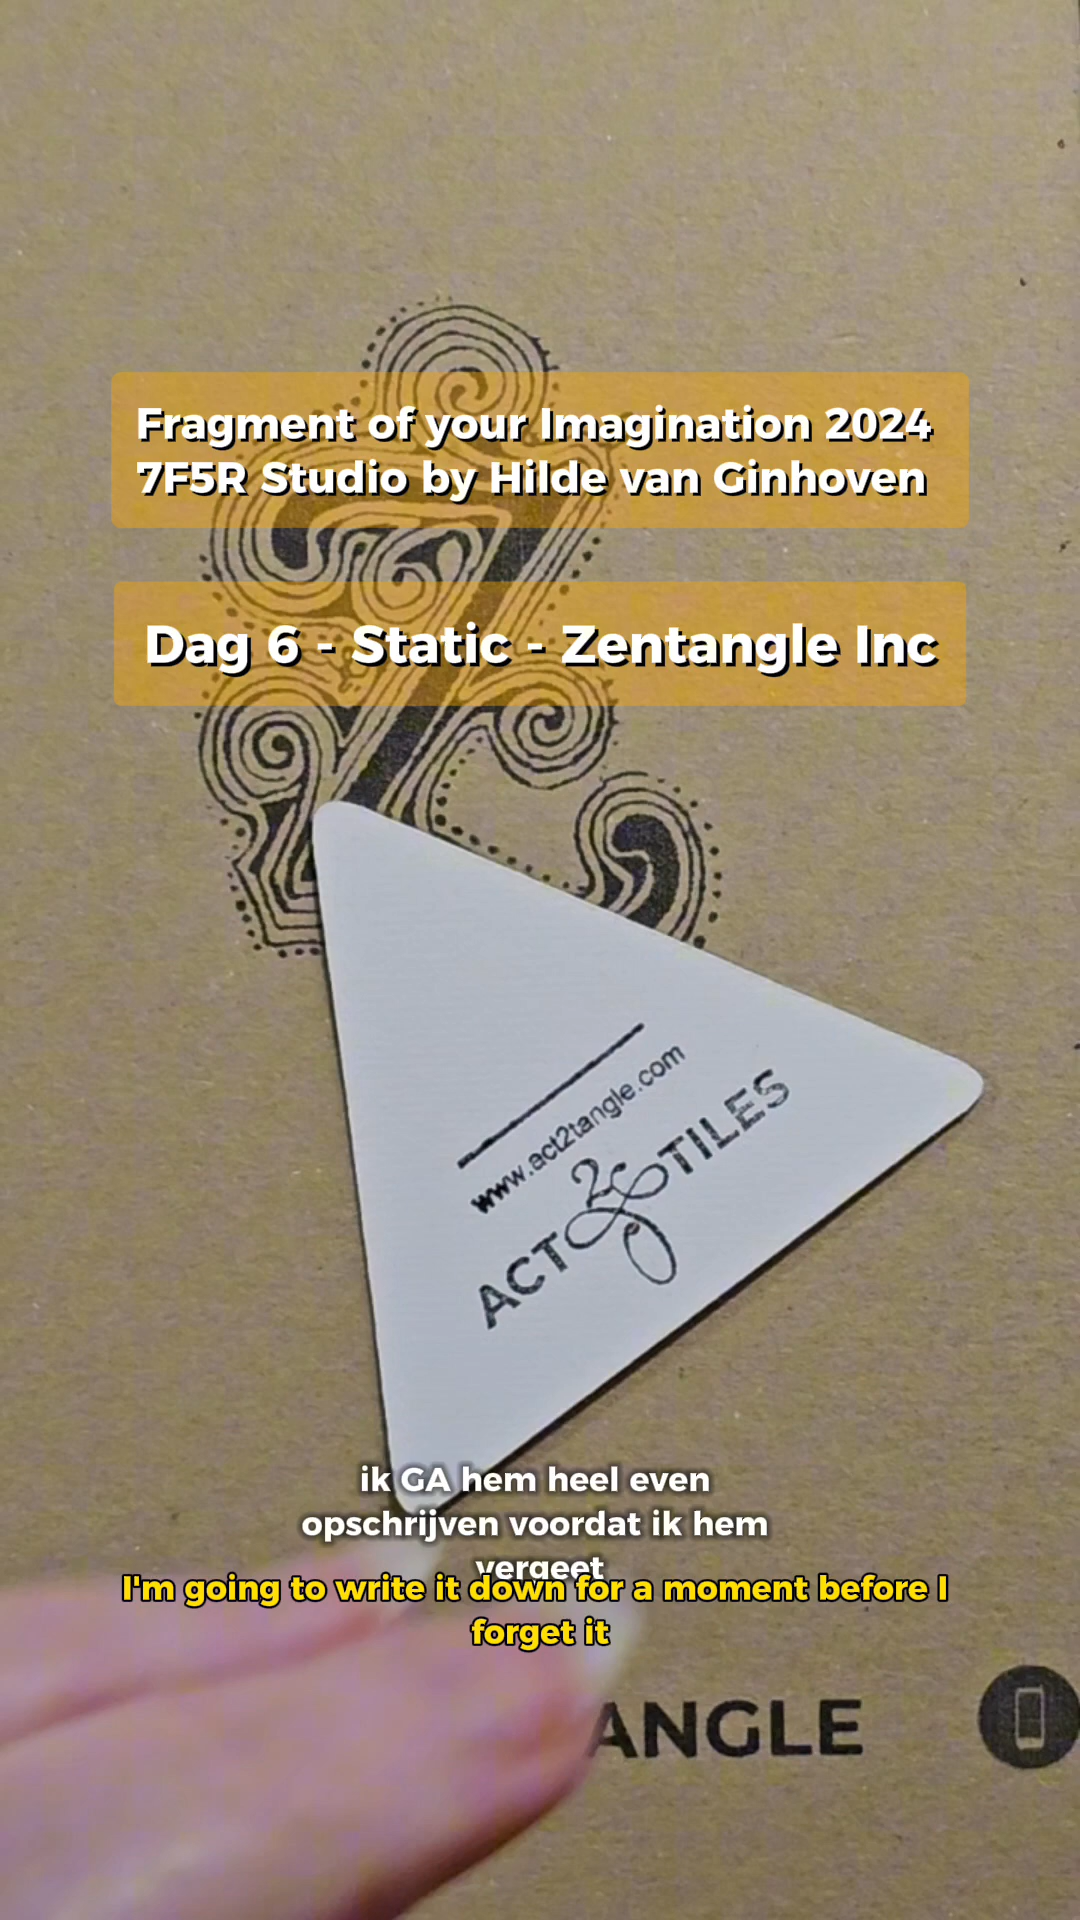 Fragment of your Imagination 2024
7F5R Studio by Hilde van Ginhoven
Dag 6 - Static - Zentangle Inc
www.act2tangle.com
ACT2TILES
ik GA hem heel even
opschrijven voordat ik hem
vergeet
I'm going to write it down for a moment before I
forget it
ANGLE